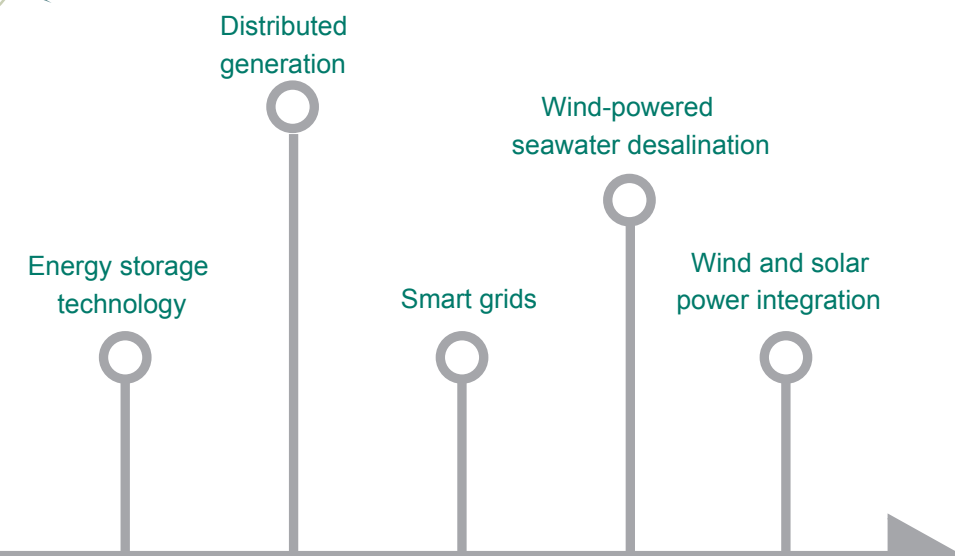 Distributed
generation
Wind-powered
seawater desalination
Energy storage
technology
Smart grids
Wind and solar
power integration